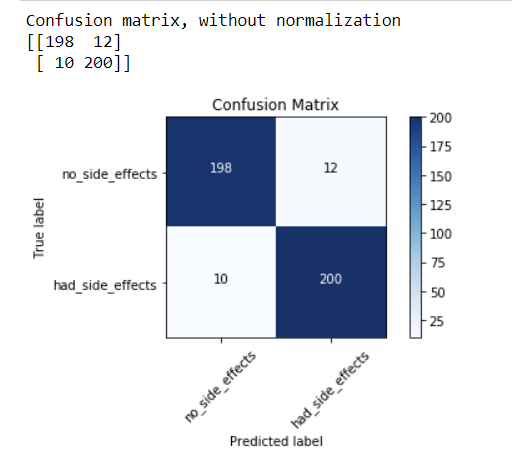 Confusion matrix, without normalization
[[198  12]
 [ 10 200]]
Confusion Matrix
True label
no_side_effects
had_side_effects
198
12
10
200
200
175
150
125
100
75
50
25
no_side_effects
had_side_effects
Predicted label